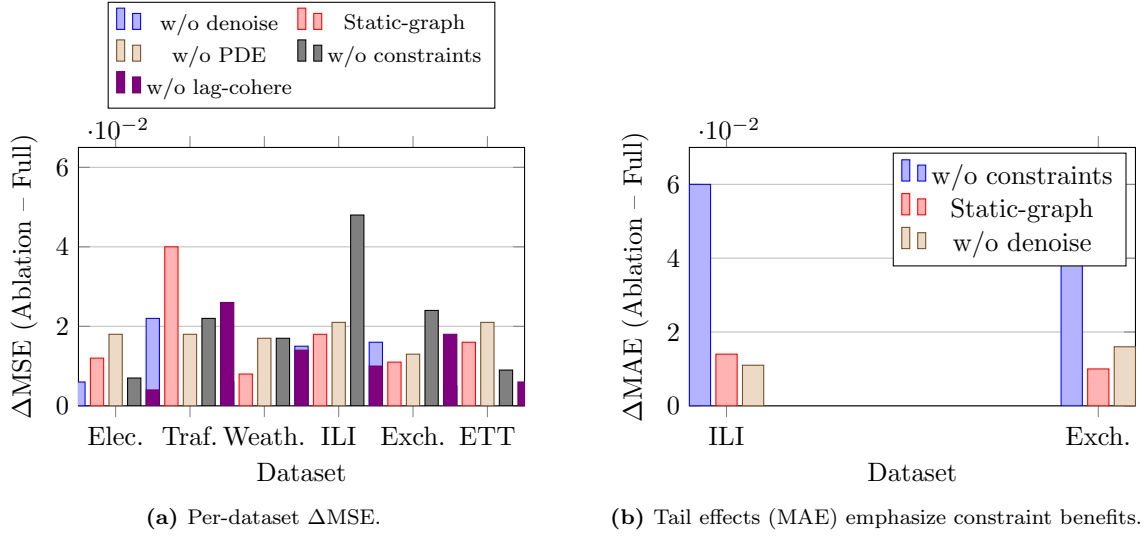 w/o denoise Static-graph
w/o PDE w/o constraints
w/o lag-cohere
·10⁻²
6
4
2
0
ΔMSE (Ablation – Full)
Elec. Traf. Weath. ILI Exch. ETT
Dataset
(a) Per-dataset ΔMSE.
·10⁻²
6
4
2
0
ΔMAE (Ablation – Full)
w/o constraints
Static-graph
w/o denoise
ILI Exch.
Dataset
(b) Tail effects (MAE) emphasize constraint benefits.